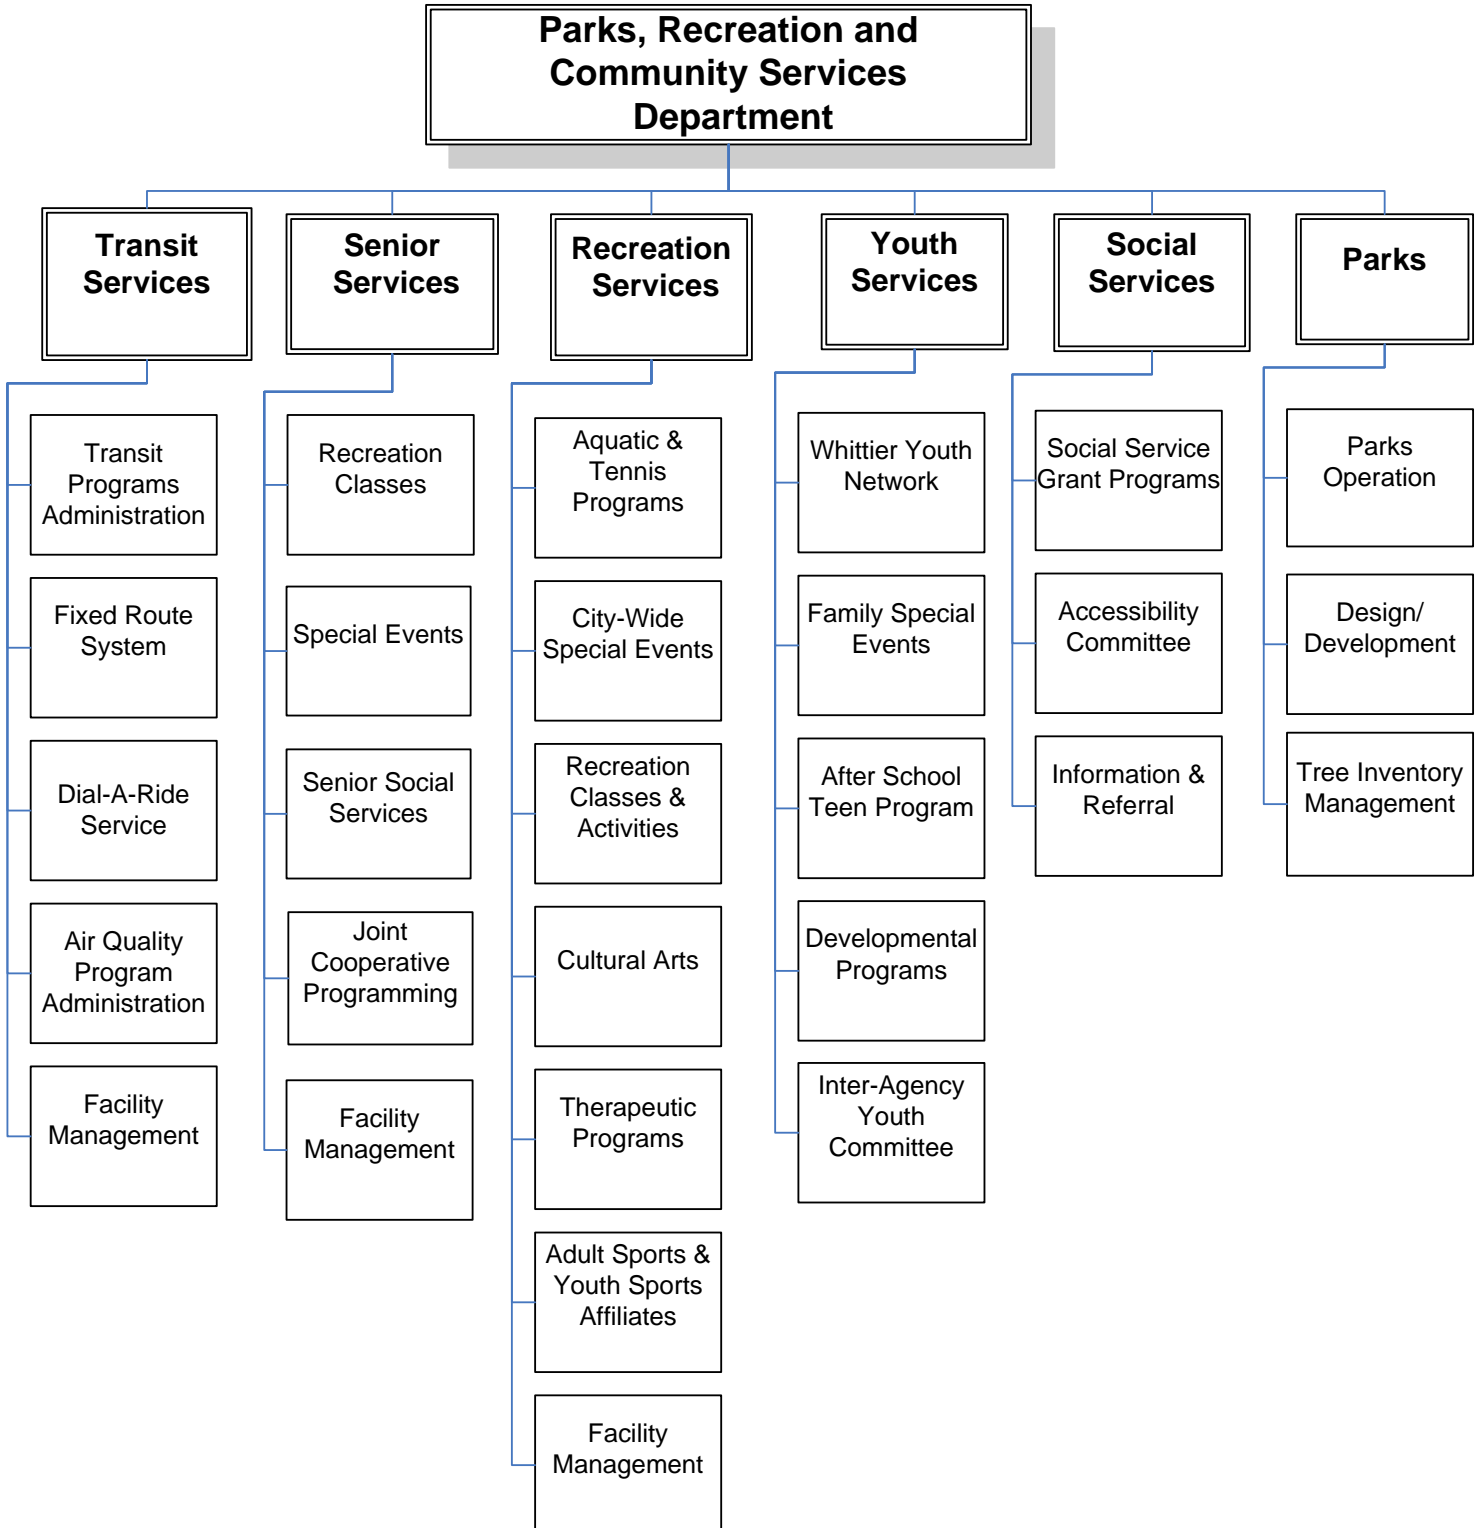 Parks, Recreation and
Community Services
Department
Transit
Services
Senior
Services
Recreation
Services
Youth
Services
Social
Services
Parks
Transit
Programs
Administration
Fixed Route
System
Dial-A-Ride
Service
Air Quality
Program
Administration
Facility
Management
Recreation
Classes
Special Events
Senior Social
Services
Joint
Cooperative
Programming
Facility
Management
Aquatic &
Tennis
Programs
City-Wide
Special Events
Recreation
Classes &
Activities
Cultural Arts
Therapeutic
Programs
Adult Sports &
Youth Sports
Affiliates
Facility
Management
Whittier Youth
Network
Family Special
Events
After School
Teen Program
Developmental
Programs
Inter-Agency
Youth
Committee
Social Service
Grant Programs
Accessibility
Committee
Information &
Referral
Parks
Operation
Design/
Development
Tree Inventory
Management